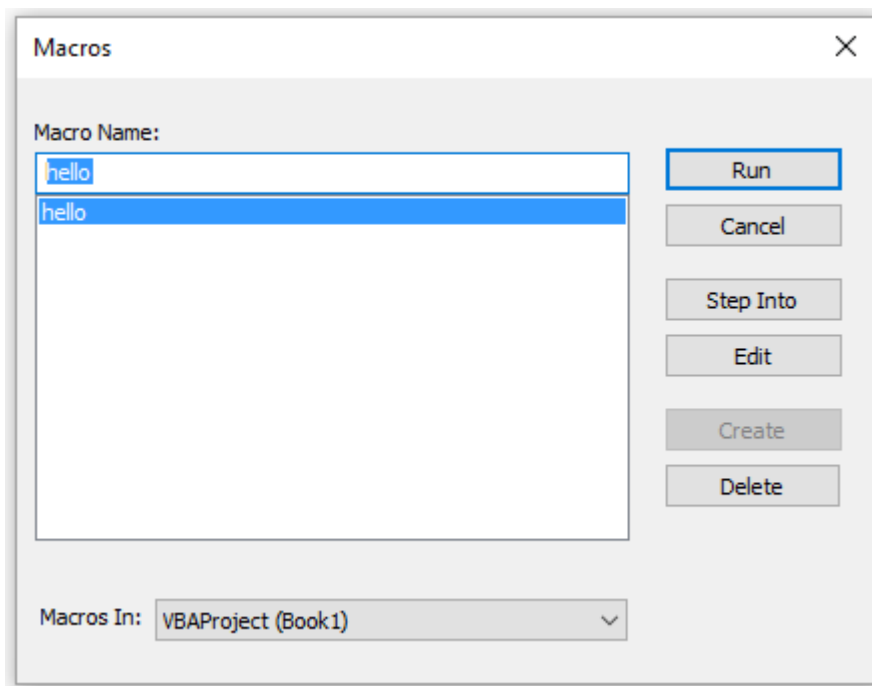 Macros
Macro Name:
hello
hello
Run
Cancel
Step Into
Edit
Create
Delete
Macros In: VBAProject (Book1)